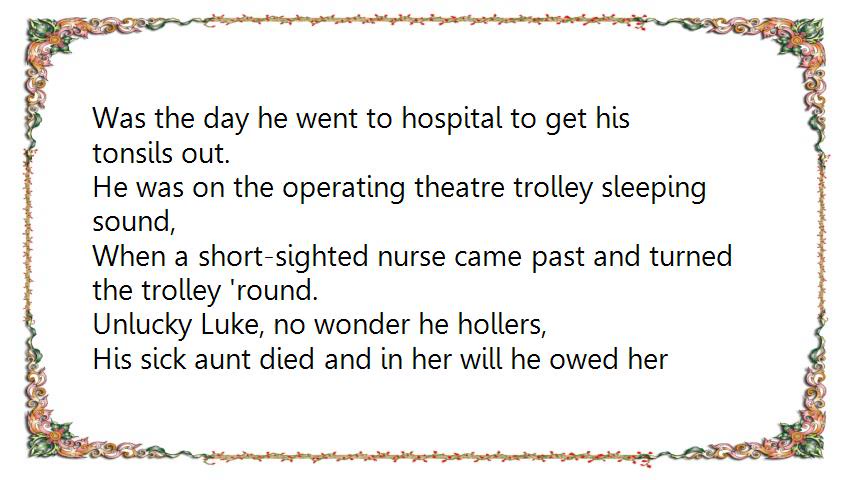 Was the day he went to hospital to get his
tonsils out.
He was on the operating theatre trolley sleeping
sound,
When a short-sighted nurse came past and turned
the trolley 'round.
Unlucky Luke, no wonder he hollers,
His sick aunt died and in her will he owed her